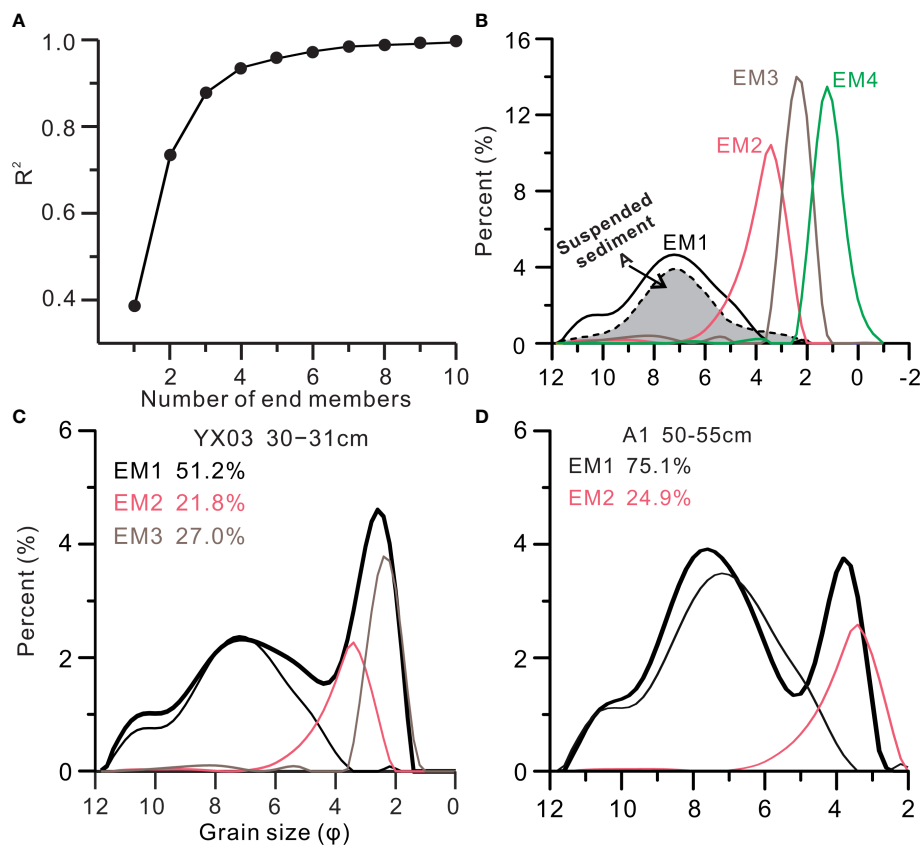 A
1.0
0.8
0.6
0.4
R²
2
4
6
8
10
Number of end members
B
16
12
8
4
0
Percent (%)
EM3
EM4
EM2
EM1
Suspended
sediment
A
12
10
8
6
4
2
0
-2
C
6
4
2
0
Percent (%)
YX03 30−31cm
EM1 51.2%
EM2 21.8%
EM3 27.0%
12
10
8
6
4
2
0
Grain size (φ)
D
6
4
2
0
A1 50-55cm
EM1 75.1%
EM2 24.9%
12
10
8
6
4
2